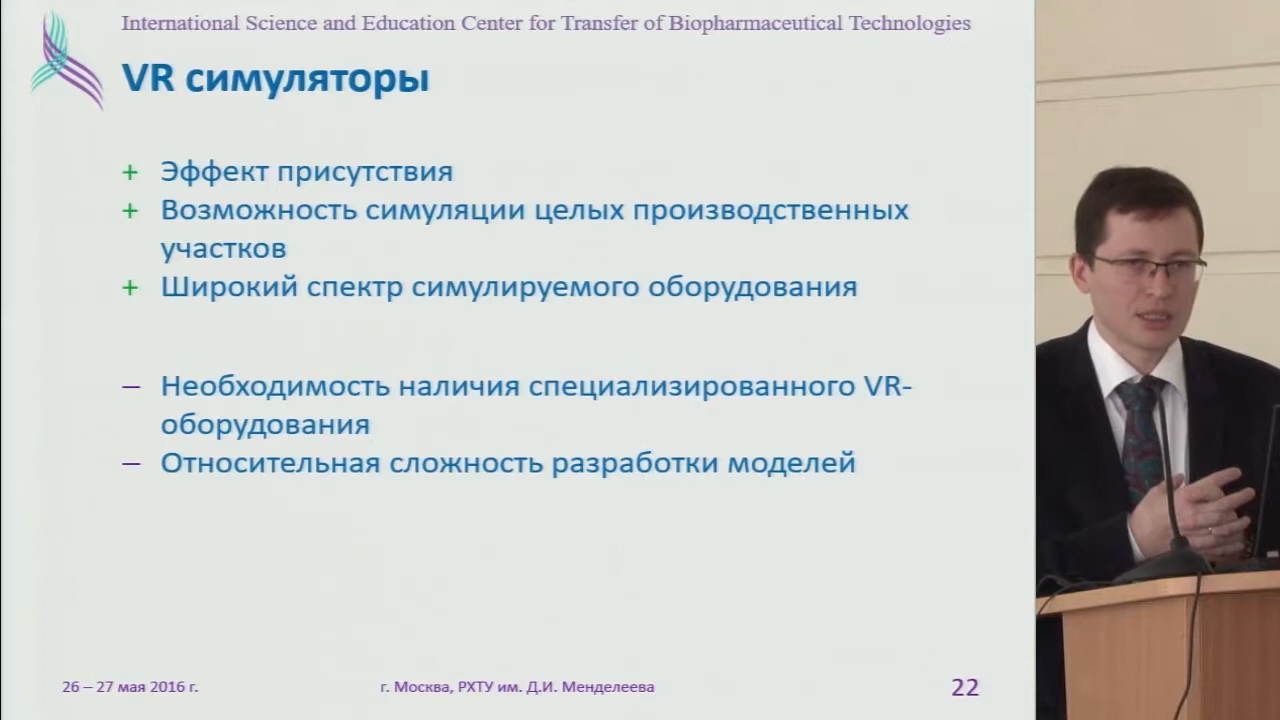 International Science and Education Center for Transfer of Biopharmaceutical Technologies
VR симуляторы
+ Эффект присутствия
+ Возможность симуляции целых производственных
участков
+ Широкий спектр симулируемого оборудования
– Необходимость наличия специализированного VR-
оборудования
– Относительная сложность разработки моделей
26 – 27 мая 2016 г.
г. Москва, РХТУ им. Д.И. Менделеева
22